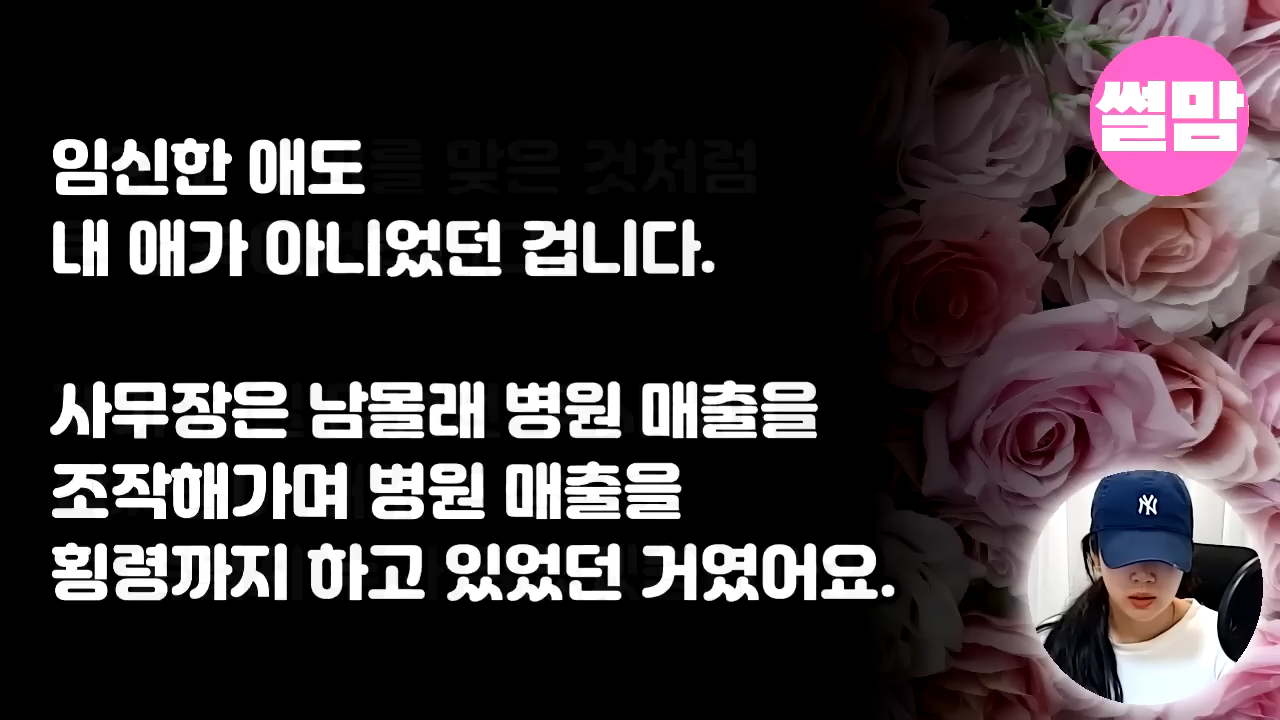 썰맘
임신한 애도
내 애가 아니었던 겁니다.
사무장은 남몰래 병원 매출을
조작해가며 병원 매출을
횡령까지 하고 있었던 거였어요.
NY